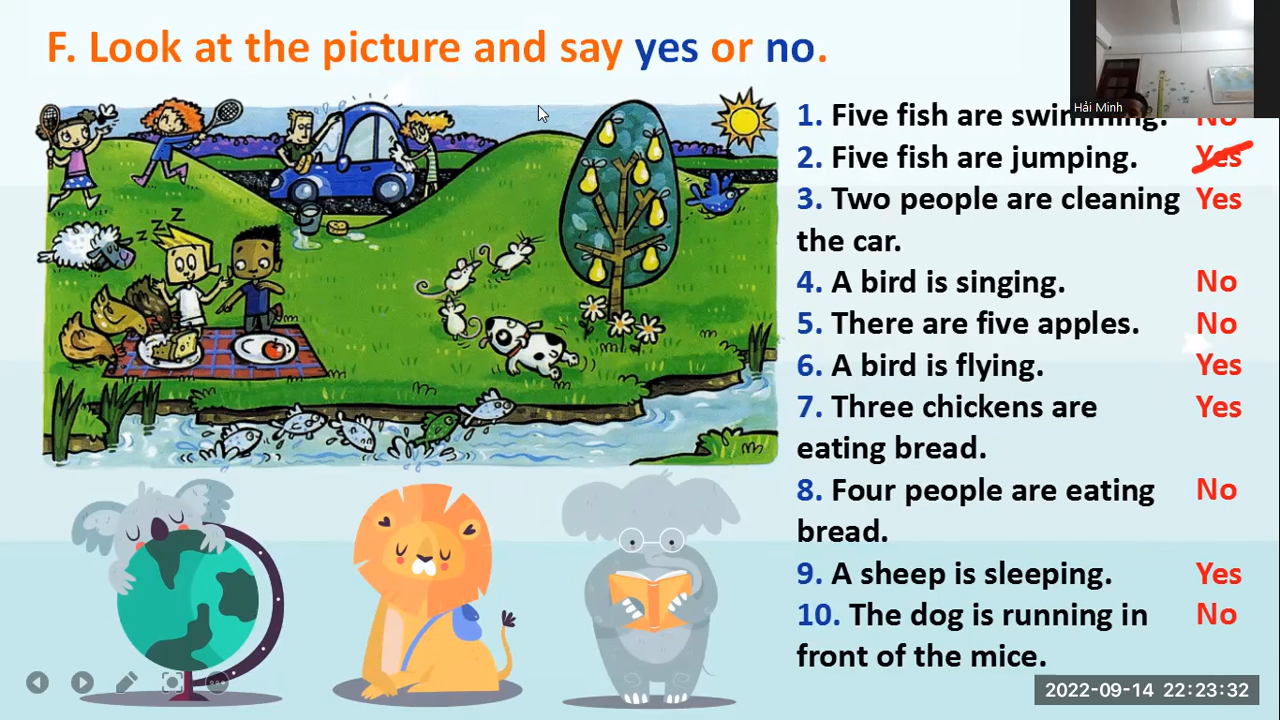 F. Look at the picture and say yes or no.
Hải Minh
1. Five fish are swimming. No
2. Five fish are jumping. Yes
3. Two people are cleaning Yes
the car.
4. A bird is singing. No
5. There are five apples. No
6. A bird is flying. Yes
7. Three chickens are Yes
eating bread.
8. Four people are eating No
bread.
9. A sheep is sleeping. Yes
10. The dog is running in No
front of the mice.
z z z z
2022-09-14 22:23:32